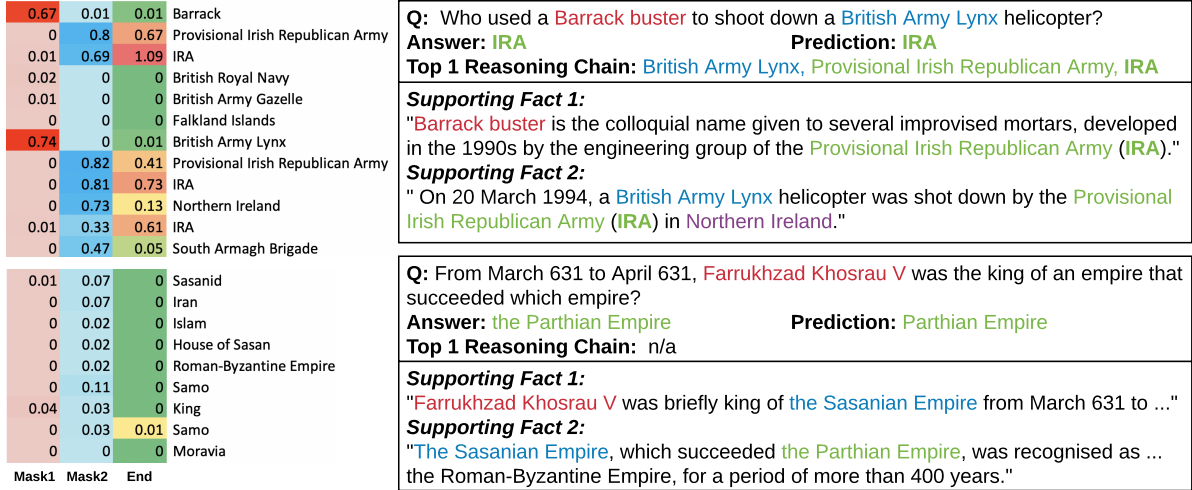 0.67 0.01 0.01 Barrack
0 0.8 0.67 Provisional Irish Republican Army
0.01 0.69 1.09 IRA
0.02 0 0 British Royal Navy
0.01 0 0 British Army Gazelle
0 0 0 Falkland Islands
0.74 0 0.01 British Army Lynx
0 0.82 0.41 Provisional Irish Republican Army
0 0.81 0.73 IRA
0 0.73 0.13 Northern Ireland
0.01 0.33 0.61 IRA
0 0.47 0.05 South Armagh Brigade
0.01 0.07 0 Sasanid
0 0.07 0 Iran
0 0.02 0 Islam
0 0.02 0 House of Sasan
0 0.02 0 Roman-Byzantine Empire
0 0.11 0 Samo
0.04 0.03 0 King
0 0.03 0.01 Samo
0 0 0 Moravia
Mask1 Mask2 End
Q: Who used a Barrack buster to shoot down a British Army Lynx helicopter?
Answer: IRA Prediction: IRA
Top 1 Reasoning Chain: British Army Lynx, Provisional Irish Republican Army, IRA
Supporting Fact 1:
"Barrack buster is the colloquial name given to several improvised mortars, developed
in the 1990s by the engineering group of the Provisional Irish Republican Army (IRA)."
Supporting Fact 2:
" On 20 March 1994, a British Army Lynx helicopter was shot down by the Provisional
Irish Republican Army (IRA) in Northern Ireland."
Q: From March 631 to April 631, Farrukhzad Khosrau V was the king of an empire that
succeeded which empire?
Answer: the Parthian Empire Prediction: Parthian Empire
Top 1 Reasoning Chain: n/a
Supporting Fact 1:
"Farrukhzad Khosrau V was briefly king of the Sasanian Empire from March 631 to ..."
Supporting Fact 2:
"The Sasanian Empire, which succeeded the Parthian Empire, was recognised as ...
the Roman-Byzantine Empire, for a period of more than 400 years."